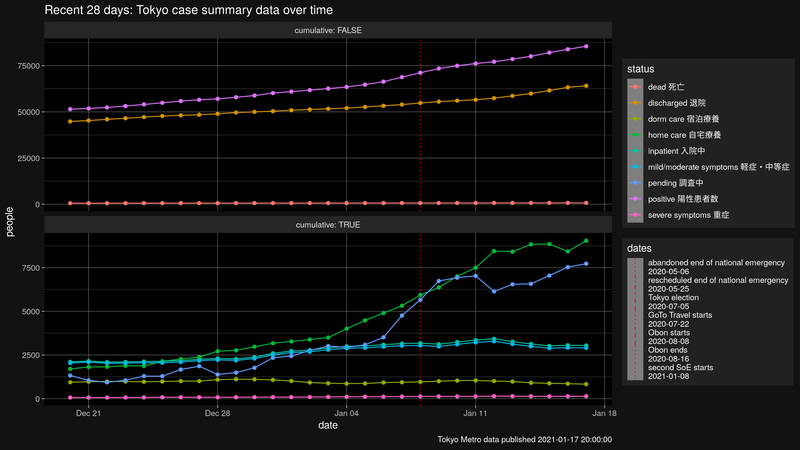 Recent 28 days: Tokyo case summary data over time
cumulative: FALSE
75000
50000
25000
0
cumulative: TRUE
7500
5000
2500
0
people
Dec 21
Dec 28
Jan 04
Jan 11
Jan 18
date
status
dead 死亡
discharged 退院
dorm care 宿泊療養
home care 自宅療養
inpatient 入院中
mild/moderate symptoms 軽症・中等症
pending 調査中
positive 陽性患者数
severe symptoms 重症
dates
abandoned end of national emergency
2020-05-06
rescheduled end of national emergency
2020-05-25
Tokyo election
2020-07-05
GoTo Travel starts
2020-07-22
Obon starts
2020-08-08
Obon ends
2020-08-16
second SoE starts
2021-01-08
Tokyo Metro data published 2021-01-17 20:00:00